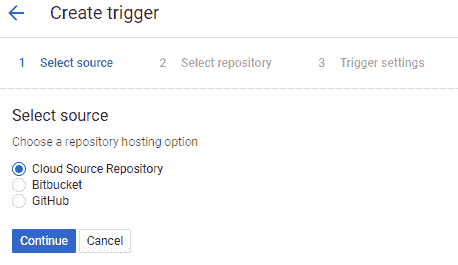 Create trigger
1 Select source 2 Select repository 3 Trigger settings
Select source
Choose a repository hosting option
Cloud Source Repository
Bitbucket
GitHub
Continue Cancel